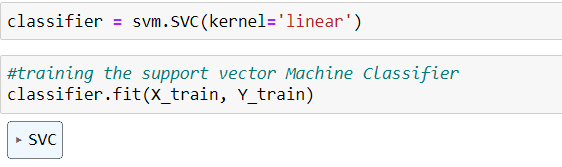 classifier = svm.SVC(kernel='linear')
#training the support vector Machine Classifier
classifier.fit(X_train, Y_train)
▸ SVC